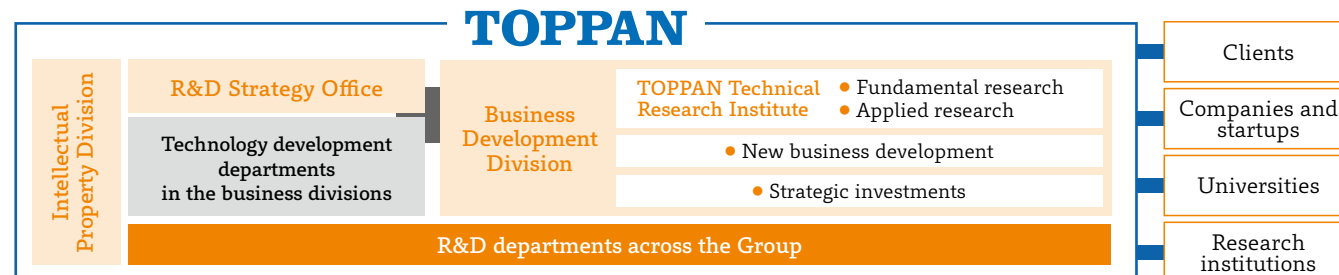 TOPPAN
Intellectual
Property Division
R&D Strategy Office
Technology development
departments
in the business divisions
Business
Development
Division
TOPPAN Technical
Research Institute
● Fundamental research
● Applied research
● New business development
● Strategic investments
R&D departments across the Group
Clients
Companies and
startups
Universities
Research
institutions